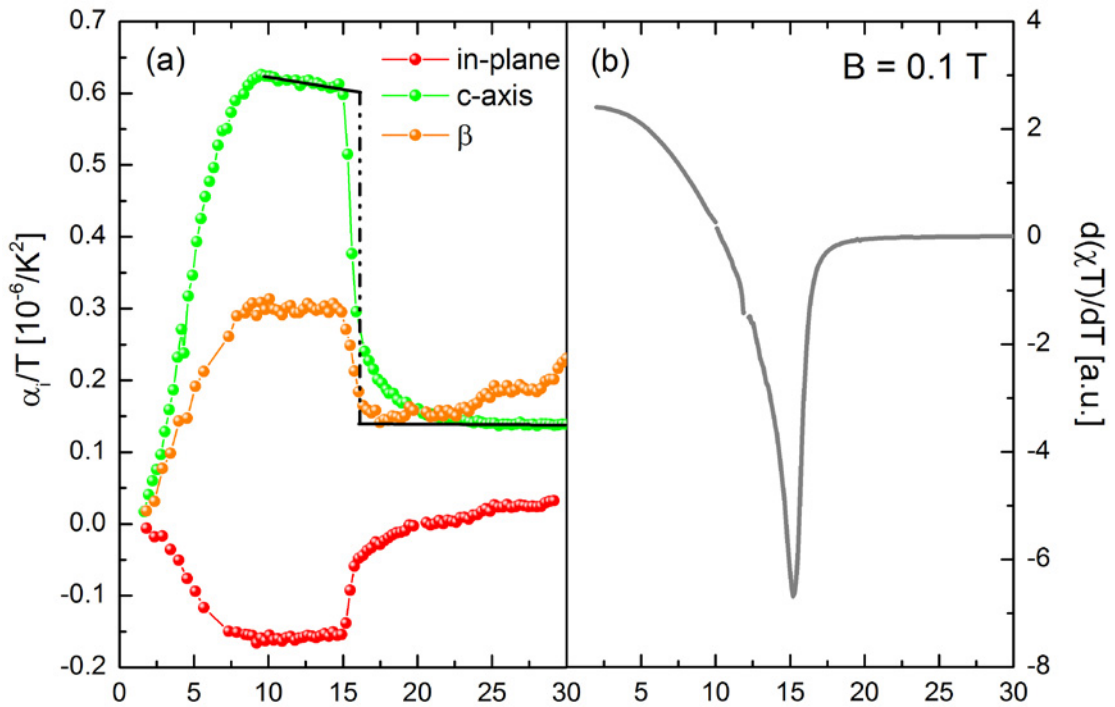 (a)
in-plane
c-axis
β
αᵢ/T [10⁻⁶/K²]
0.7
0.6
0.5
0.4
0.3
0.2
0.1
0.0
-0.1
-0.2
0 5 10 15 20 25 30
(b)
B = 0.1 T
4
2
0
-2
-4
-6
-8
d(χT)/dT [a.u.]
5 10 15 20 25 30